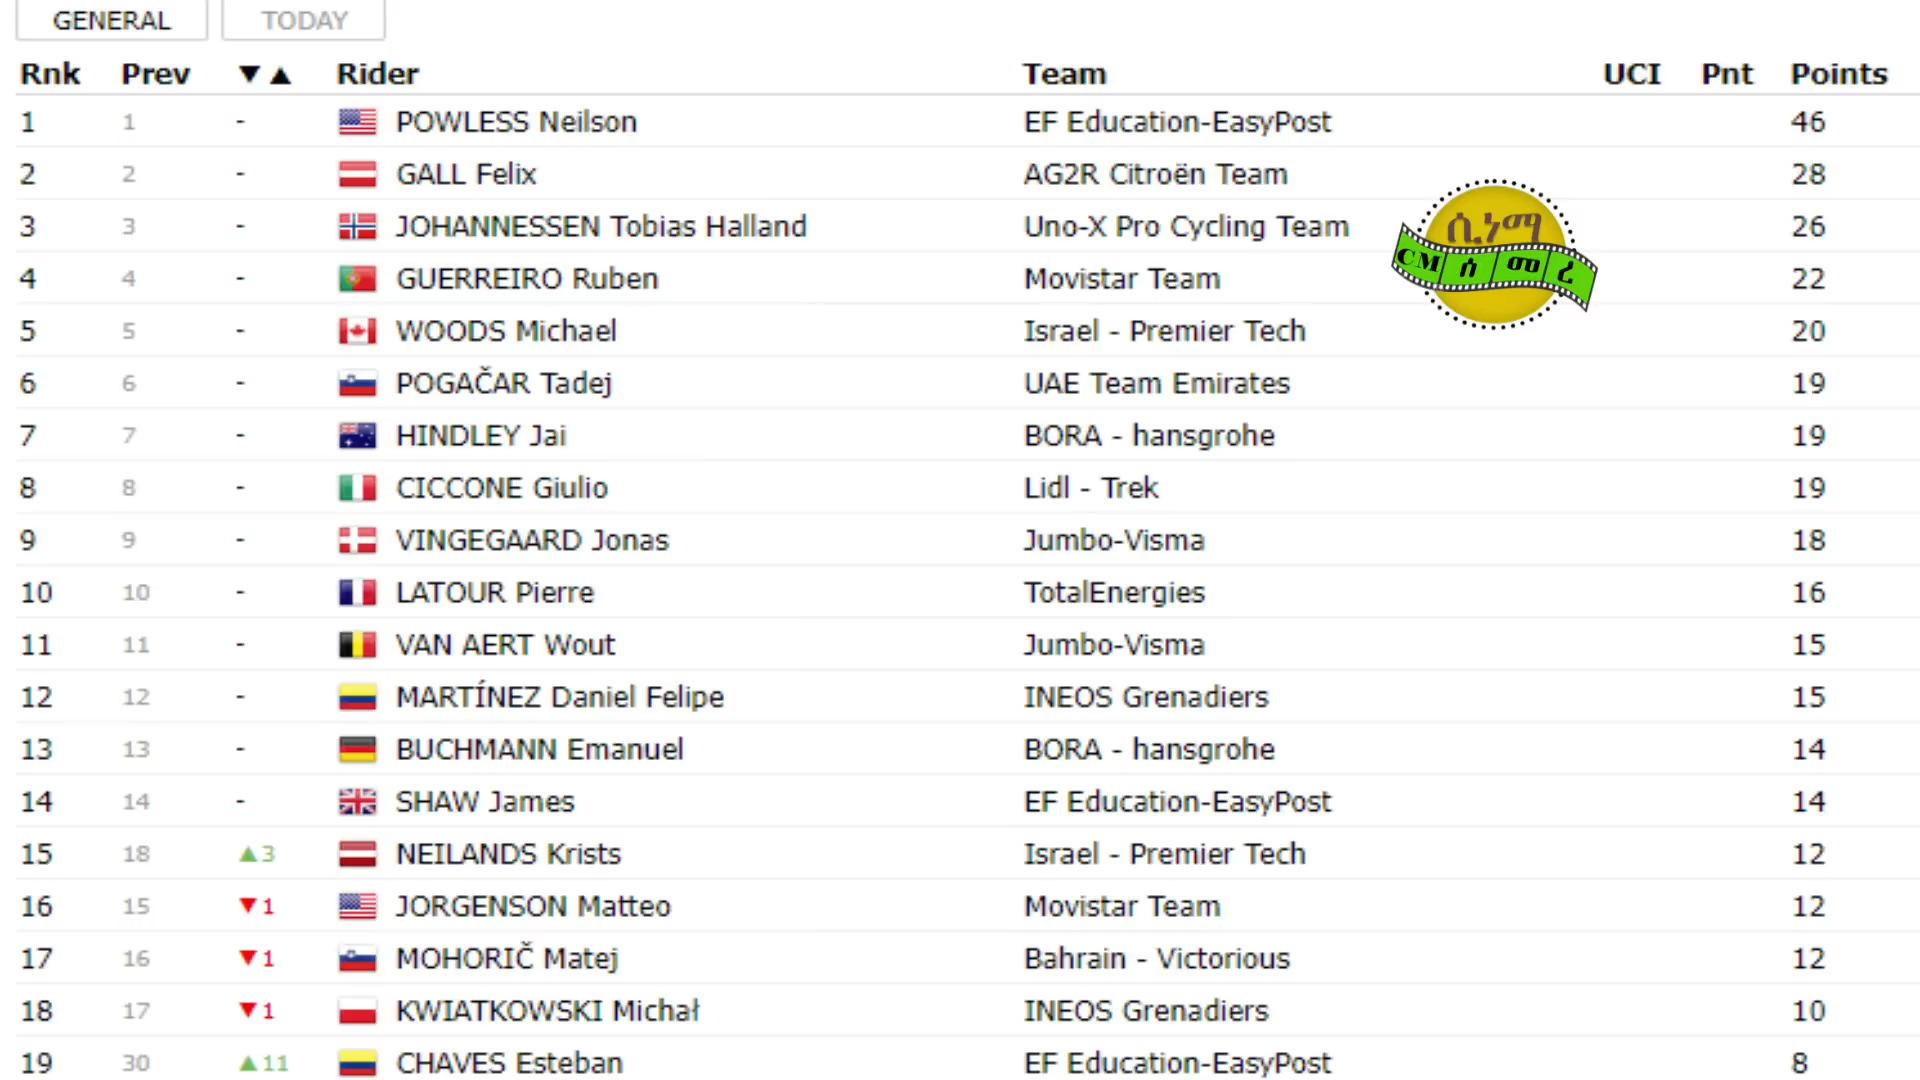 GENERAL TODAY
Rnk Prev ▼▲ Rider Team UCI Pnt Points
1 1 - POWLESS Neilson EF Education-EasyPost 46
2 2 - GALL Felix AG2R Citroën Team 28
3 3 - JOHANNESSEN Tobias Halland Uno-X Pro Cycling Team 26
4 4 - GUERREIRO Ruben Movistar Team 22
5 5 - WOODS Michael Israel - Premier Tech 20
6 6 - POGAČAR Tadej UAE Team Emirates 19
7 7 - HINDLEY Jai BORA - hansgrohe 19
8 8 - CICCONE Giulio Lidl - Trek 19
9 9 - VINGEGAARD Jonas Jumbo-Visma 18
10 10 - LATOUR Pierre TotalEnergies 16
11 11 - VAN AERT Wout Jumbo-Visma 15
12 12 - MARTÍNEZ Daniel Felipe INEOS Grenadiers 15
13 13 - BUCHMANN Emanuel BORA - hansgrohe 14
14 14 - SHAW James EF Education-EasyPost 14
15 18 ▲3 NEILANDS Krists Israel - Premier Tech 12
16 15 ▼1 JORGENSON Matteo Movistar Team 12
17 16 ▼1 MOHORIČ Matej Bahrain - Victorious 12
18 17 ▼1 KWIATKOWSKI Michał INEOS Grenadiers 10
19 30 ▲11 CHAVES Esteban EF Education-EasyPost 8
ሲነማ
CM ሰ መ ረ